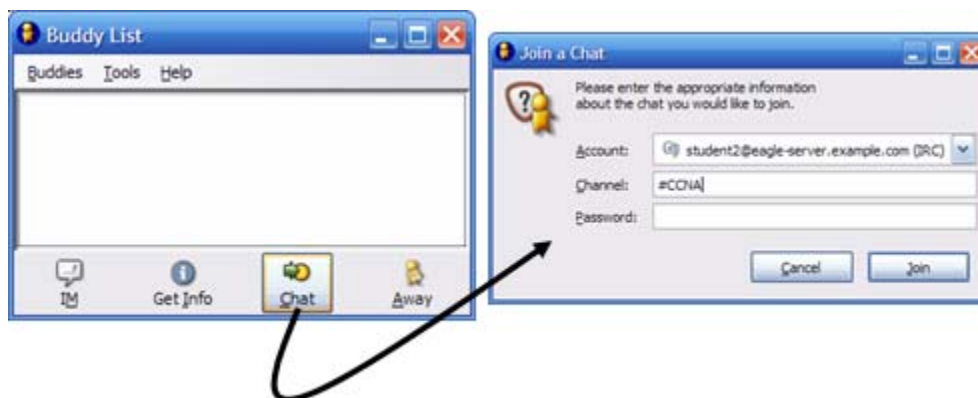 Buddy List
Buddies Tools Help
IM
Get Info
Chat
Away
Join a Chat
Please enter the appropriate information
about the chat you would like to join.
Account: student2@eagle-server.example.com (IRC)
Channel: #CCNA
Password:
Cancel
Join